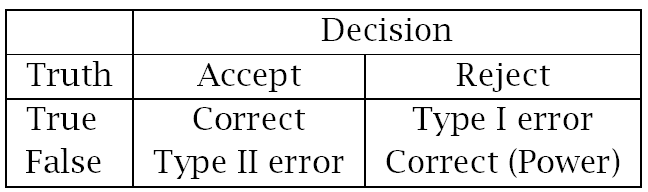 Decision
Truth Accept Reject
True Correct Type I error
False Type II error Correct (Power)